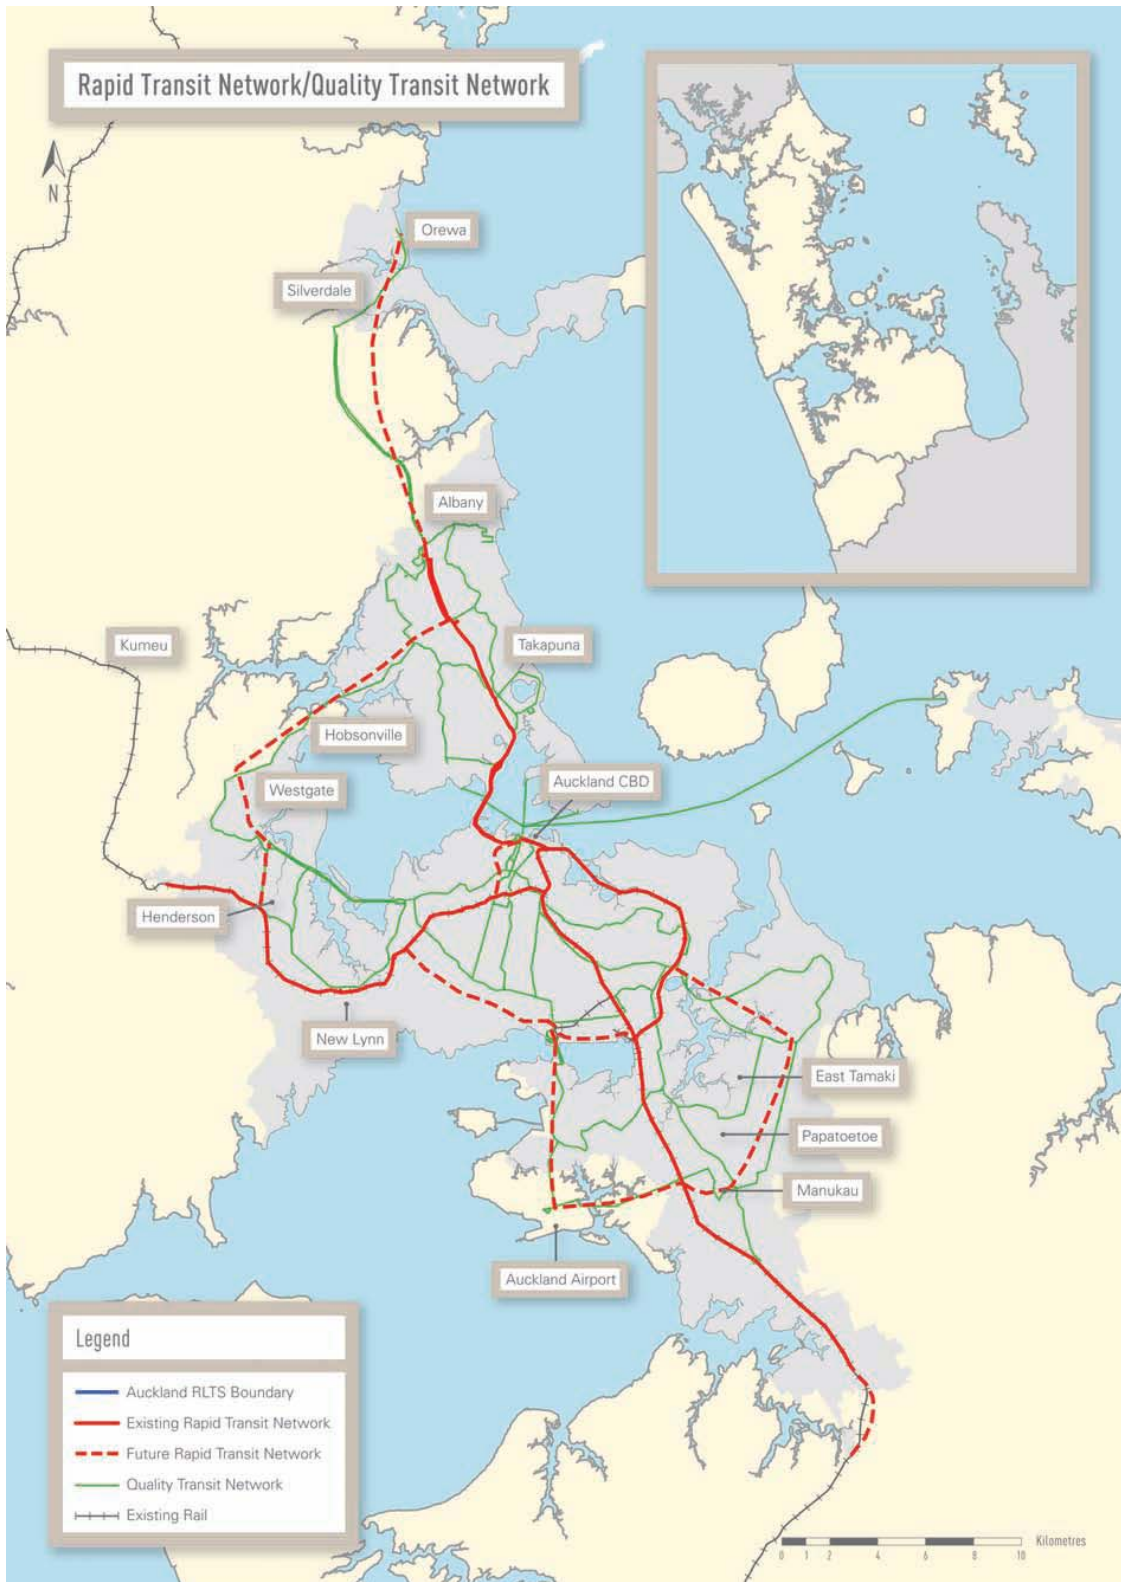 Rapid Transit Network/Quality Transit Network
N
Orewa
Silverdale
Albany
Kumeu
Takapuna
Hobsonville
Auckland CBD
Westgate
Henderson
New Lynn
East Tamaki
Papatoetoe
Manukau
Auckland Airport
Legend
Auckland RLTS Boundary
Existing Rapid Transit Network
Future Rapid Transit Network
Quality Transit Network
Existing Rail
Kilometres
0 1 2 4 6 8 10